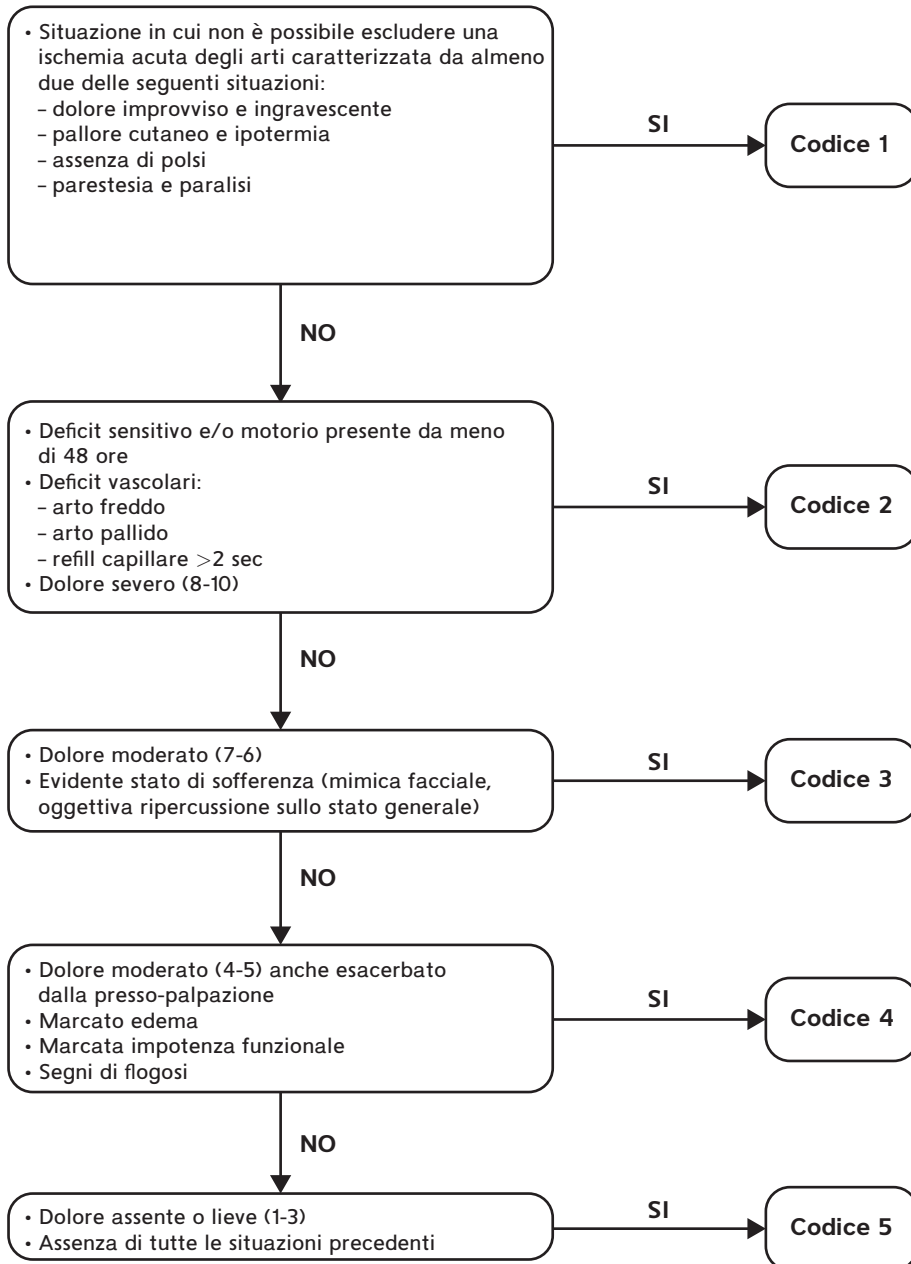 • Situazione in cui non è possibile escludere una
ischemia acuta degli arti caratterizzata da almeno
due delle seguenti situazioni:
– dolore improvviso e ingravescente
– pallore cutaneo e ipotermia
– assenza di polsi
– parestesia e paralisi
SI
Codice 1
NO
• Deficit sensitivo e/o motorio presente da meno
di 48 ore
• Deficit vascolari:
– arto freddo
– arto pallido
– refill capillare >2 sec
• Dolore severo (8-10)
SI
Codice 2
NO
• Dolore moderato (7-6)
• Evidente stato di sofferenza (mimica facciale,
oggettiva ripercussione sullo stato generale)
SI
Codice 3
NO
• Dolore moderato (4-5) anche esacerbato
dalla presso-palpazione
• Marcato edema
• Marcata impotenza funzionale
• Segni di flogosi
SI
Codice 4
NO
• Dolore assente o lieve (1-3)
• Assenza di tutte le situazioni precedenti
SI
Codice 5